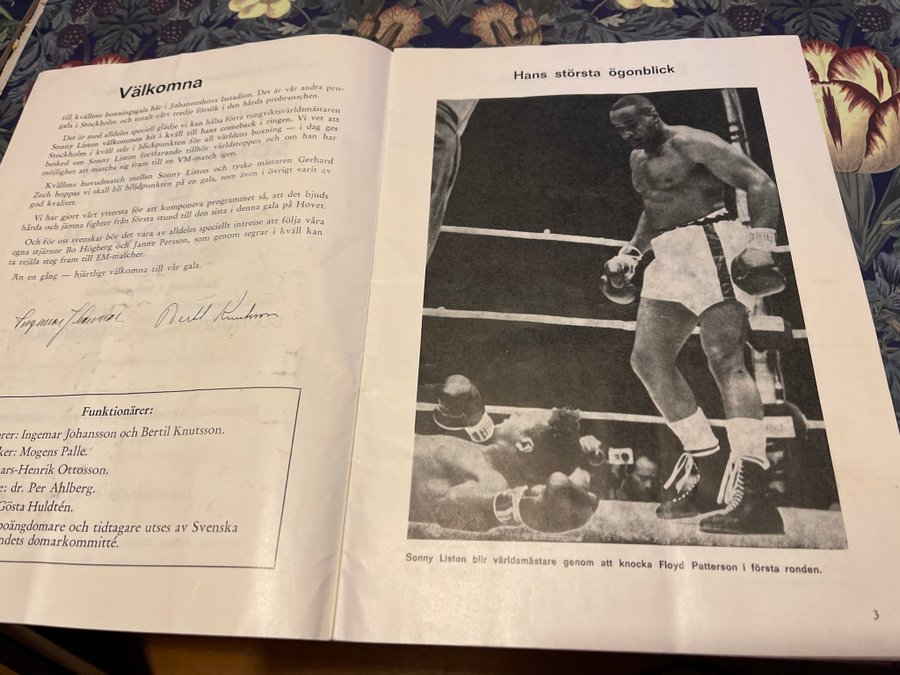 Välkomna
till kvällens boxningsgala här i Johanneshovs Isstadion. Det är vår andra pro-
gala i Stockholm och totalt vårt tredje försök i den hårda probranschen.
Det är med alldeles speciell glädje vi kan hälsa förre tungviktsvärldsmästaren
Sonny Liston välkommen hit i kväll till hans comeback i ringen. Vi vet att
Stockholm i kväll står i blickpunkten för all världens boxning — i dag ges
besked om Sonny Liston fortfarande tillhör världstoppen och om han har
möjlighet att matcha sig fram till en VM-match igen.
Kvällens huvudmatch mellan Sonny Liston och tyske mästaren Gerhard
Zech hoppas vi skall bli höjdpunkten på en gala, som även i övrigt varit av
god kvalitet.
Vi har gjort vårt yttersta för att komponera programmet så, att det bjuds
hårda och jämna fighter från första stund till den sista i denna gala på Hovet.
Och för oss svenskar bör det vara av alldeles speciellt intresse att följa våra
egna stjärnor Bo Högberg och Janne Persson, som genom segrar i kväll kan
ta rejäla steg fram till EM-matcher.
Än en gång — hjärtligt välkomna till vår gala.
Ingemar Johansson Bertil Knutsson
Funktionärer:
rer: Ingemar Johansson och Bertil Knutsson.
ker: Mogens Palle.
ars-Henrik Ottosson.
e: dr. Per Ahlberg.
Gösta Huldtén.
poängdomare och tidtagare utses av Svenska
ndets domarkommitté.
Hans största ögonblick
Sonny Liston blir världsmästare genom att knocka Floyd Patterson i första ronden.
3